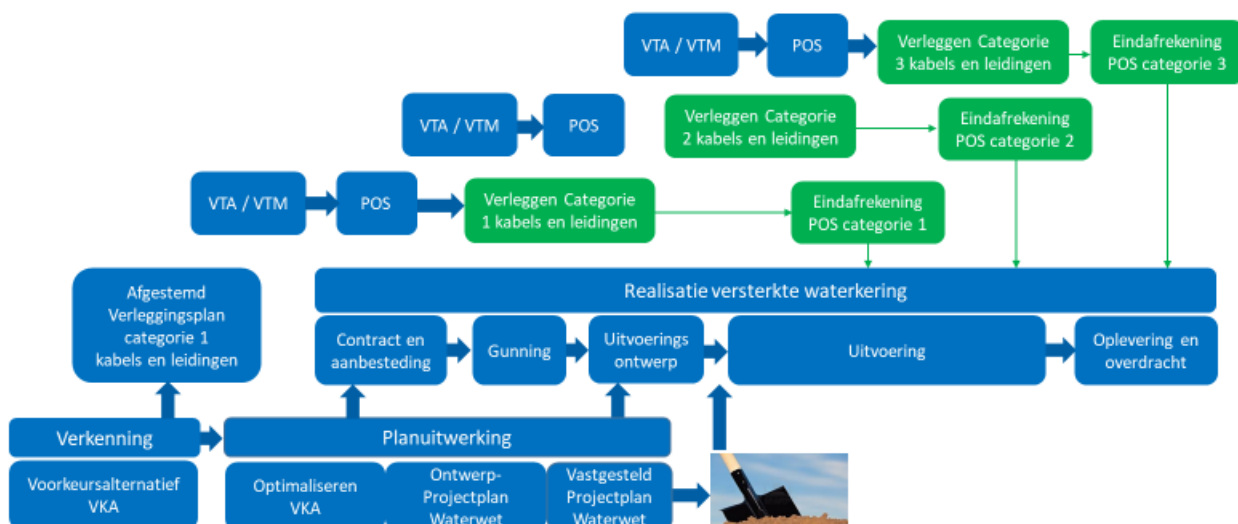 VTA / VTM
POS
Verleggen Categorie
3 kabels en leidingen
Eindafrekening
POS categorie 3
VTA / VTM
POS
Verleggen Categorie
2 kabels en leidingen
Eindafrekening
POS categorie 2
VTA / VTM
POS
Verleggen Categorie
1 kabels en leidingen
Eindafrekening
POS categorie 1
Afgestemd
Verleggingsplan
categorie 1
kabels en leidingen
Realisatie versterkte waterkering
Contract en
aanbesteding
Gunning
Uitvoerings
ontwerp
Uitvoering
Oplevering en
overdracht
Verkenning
Planuitwerking
Voorkeursalternatief
VKA
Optimaliseren
VKA
Ontwerp-
Projectplan
Waterwet
Vastgesteld
Projectplan
Waterwet